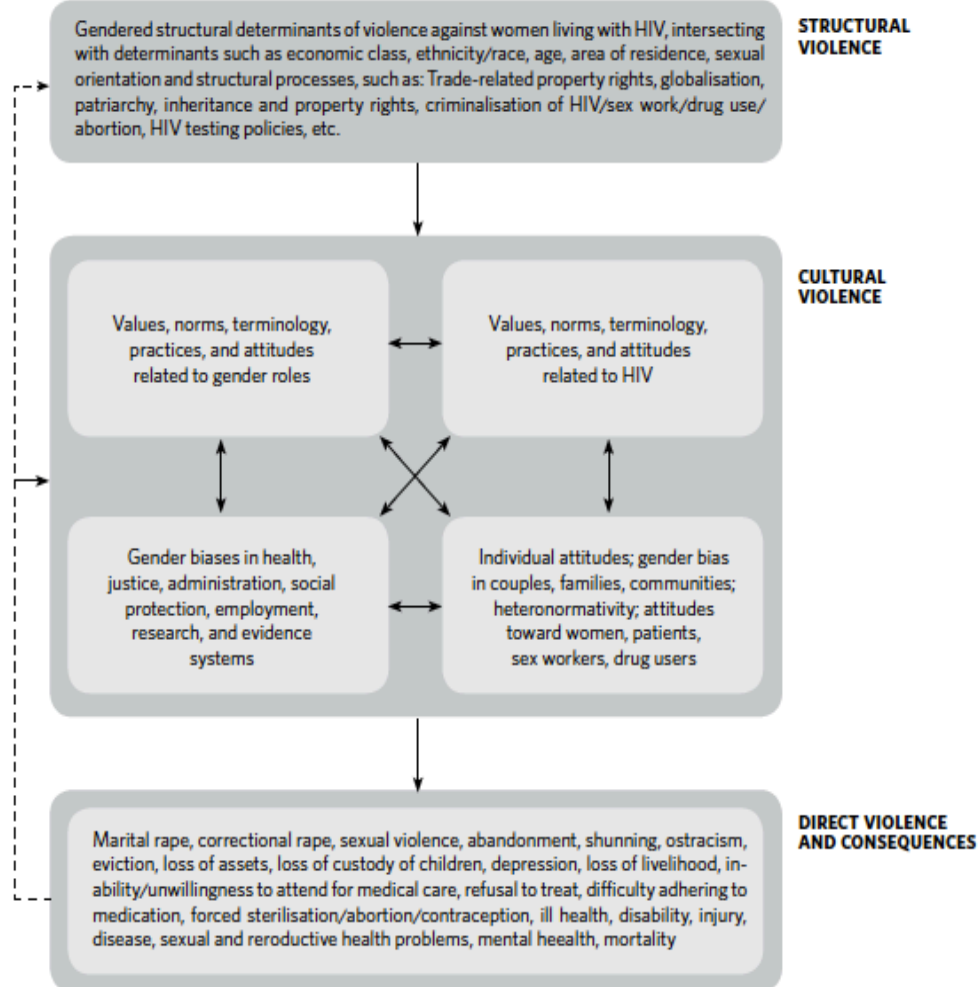 Gendered structural determinants of violence against women living with HIV, intersecting
with determinants such as economic class, ethnicity/race, age, area of residence, sexual
orientation and structural processes, such as: Trade-related property rights, globalisation,
patriarchy, inheritance and property rights, criminalisation of HIV/sex work/drug use/
abortion, HIV testing policies, etc.
STRUCTURAL
VIOLENCE
CULTURAL
VIOLENCE
Values, norms, terminology,
practices, and attitudes
related to gender roles
Values, norms, terminology,
practices, and attitudes
related to HIV
Gender biases in health,
justice, administration, social
protection, employment,
research, and evidence
systems
Individual attitudes; gender bias
in couples, families, communities;
heteronormativity; attitudes
toward women, patients,
sex workers, drug users
DIRECT VIOLENCE
AND CONSEQUENCES
Marital rape, correctional rape, sexual violence, abandonment, shunning, ostracism,
eviction, loss of assets, loss of custody of children, depression, loss of livelihood, in-
ability/unwillingness to attend for medical care, refusal to treat, difficulty adhering to
medication, forced sterilisation/abortion/contraception, ill health, disability, injury,
disease, sexual and reroductive health problems, mental heealth, mortality